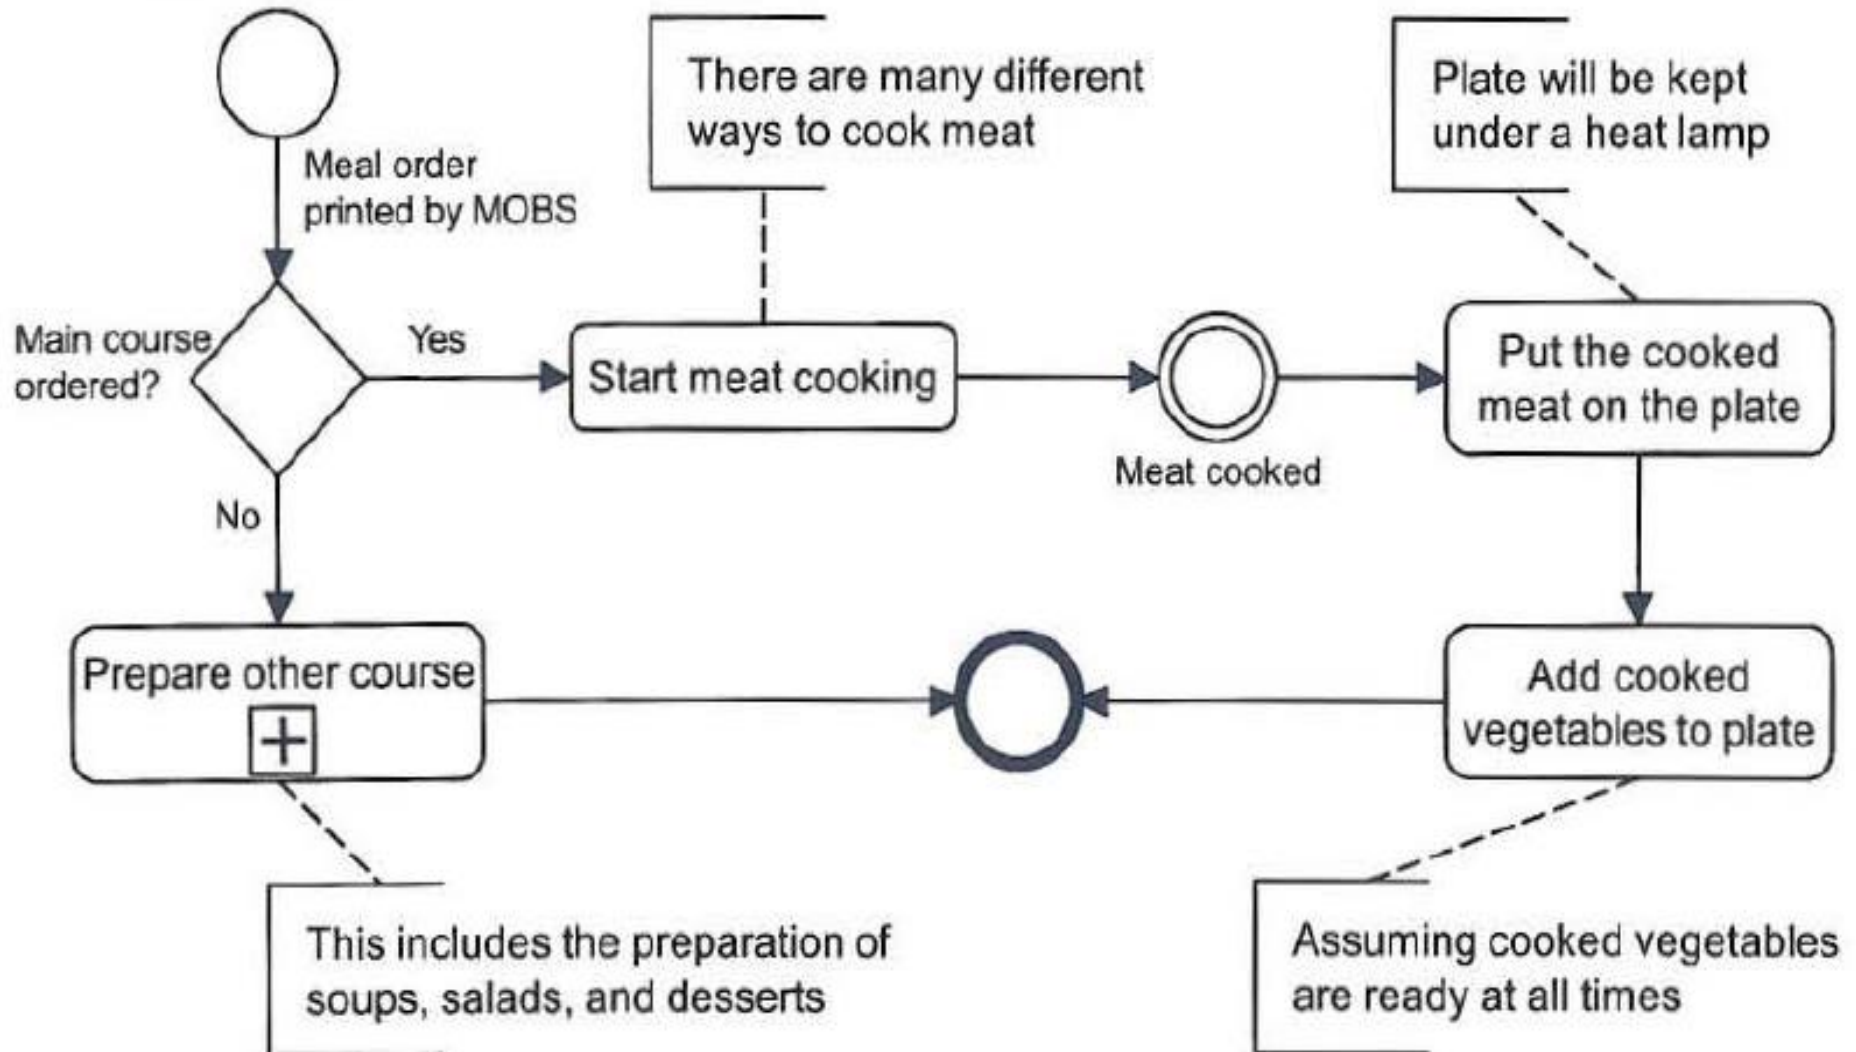 There are many different
ways to cook meat
Plate will be kept
under a heat lamp
Meal order
printed by MOBS
Main course
ordered?
Yes
Start meat cooking
Meat cooked
Put the cooked
meat on the plate
No
Prepare other course
Add cooked
vegetables to plate
This includes the preparation of
soups, salads, and desserts
Assuming cooked vegetables
are ready at all times